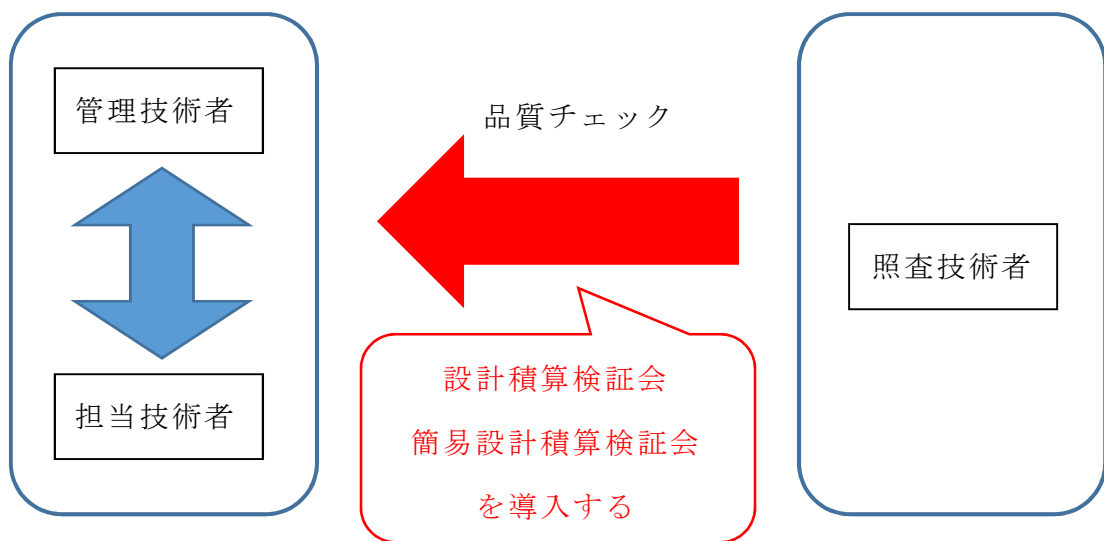 管理技術者
担当技術者
品質チェック
設計積算検証会
簡易設計積算検証会
を導入する
照査技術者